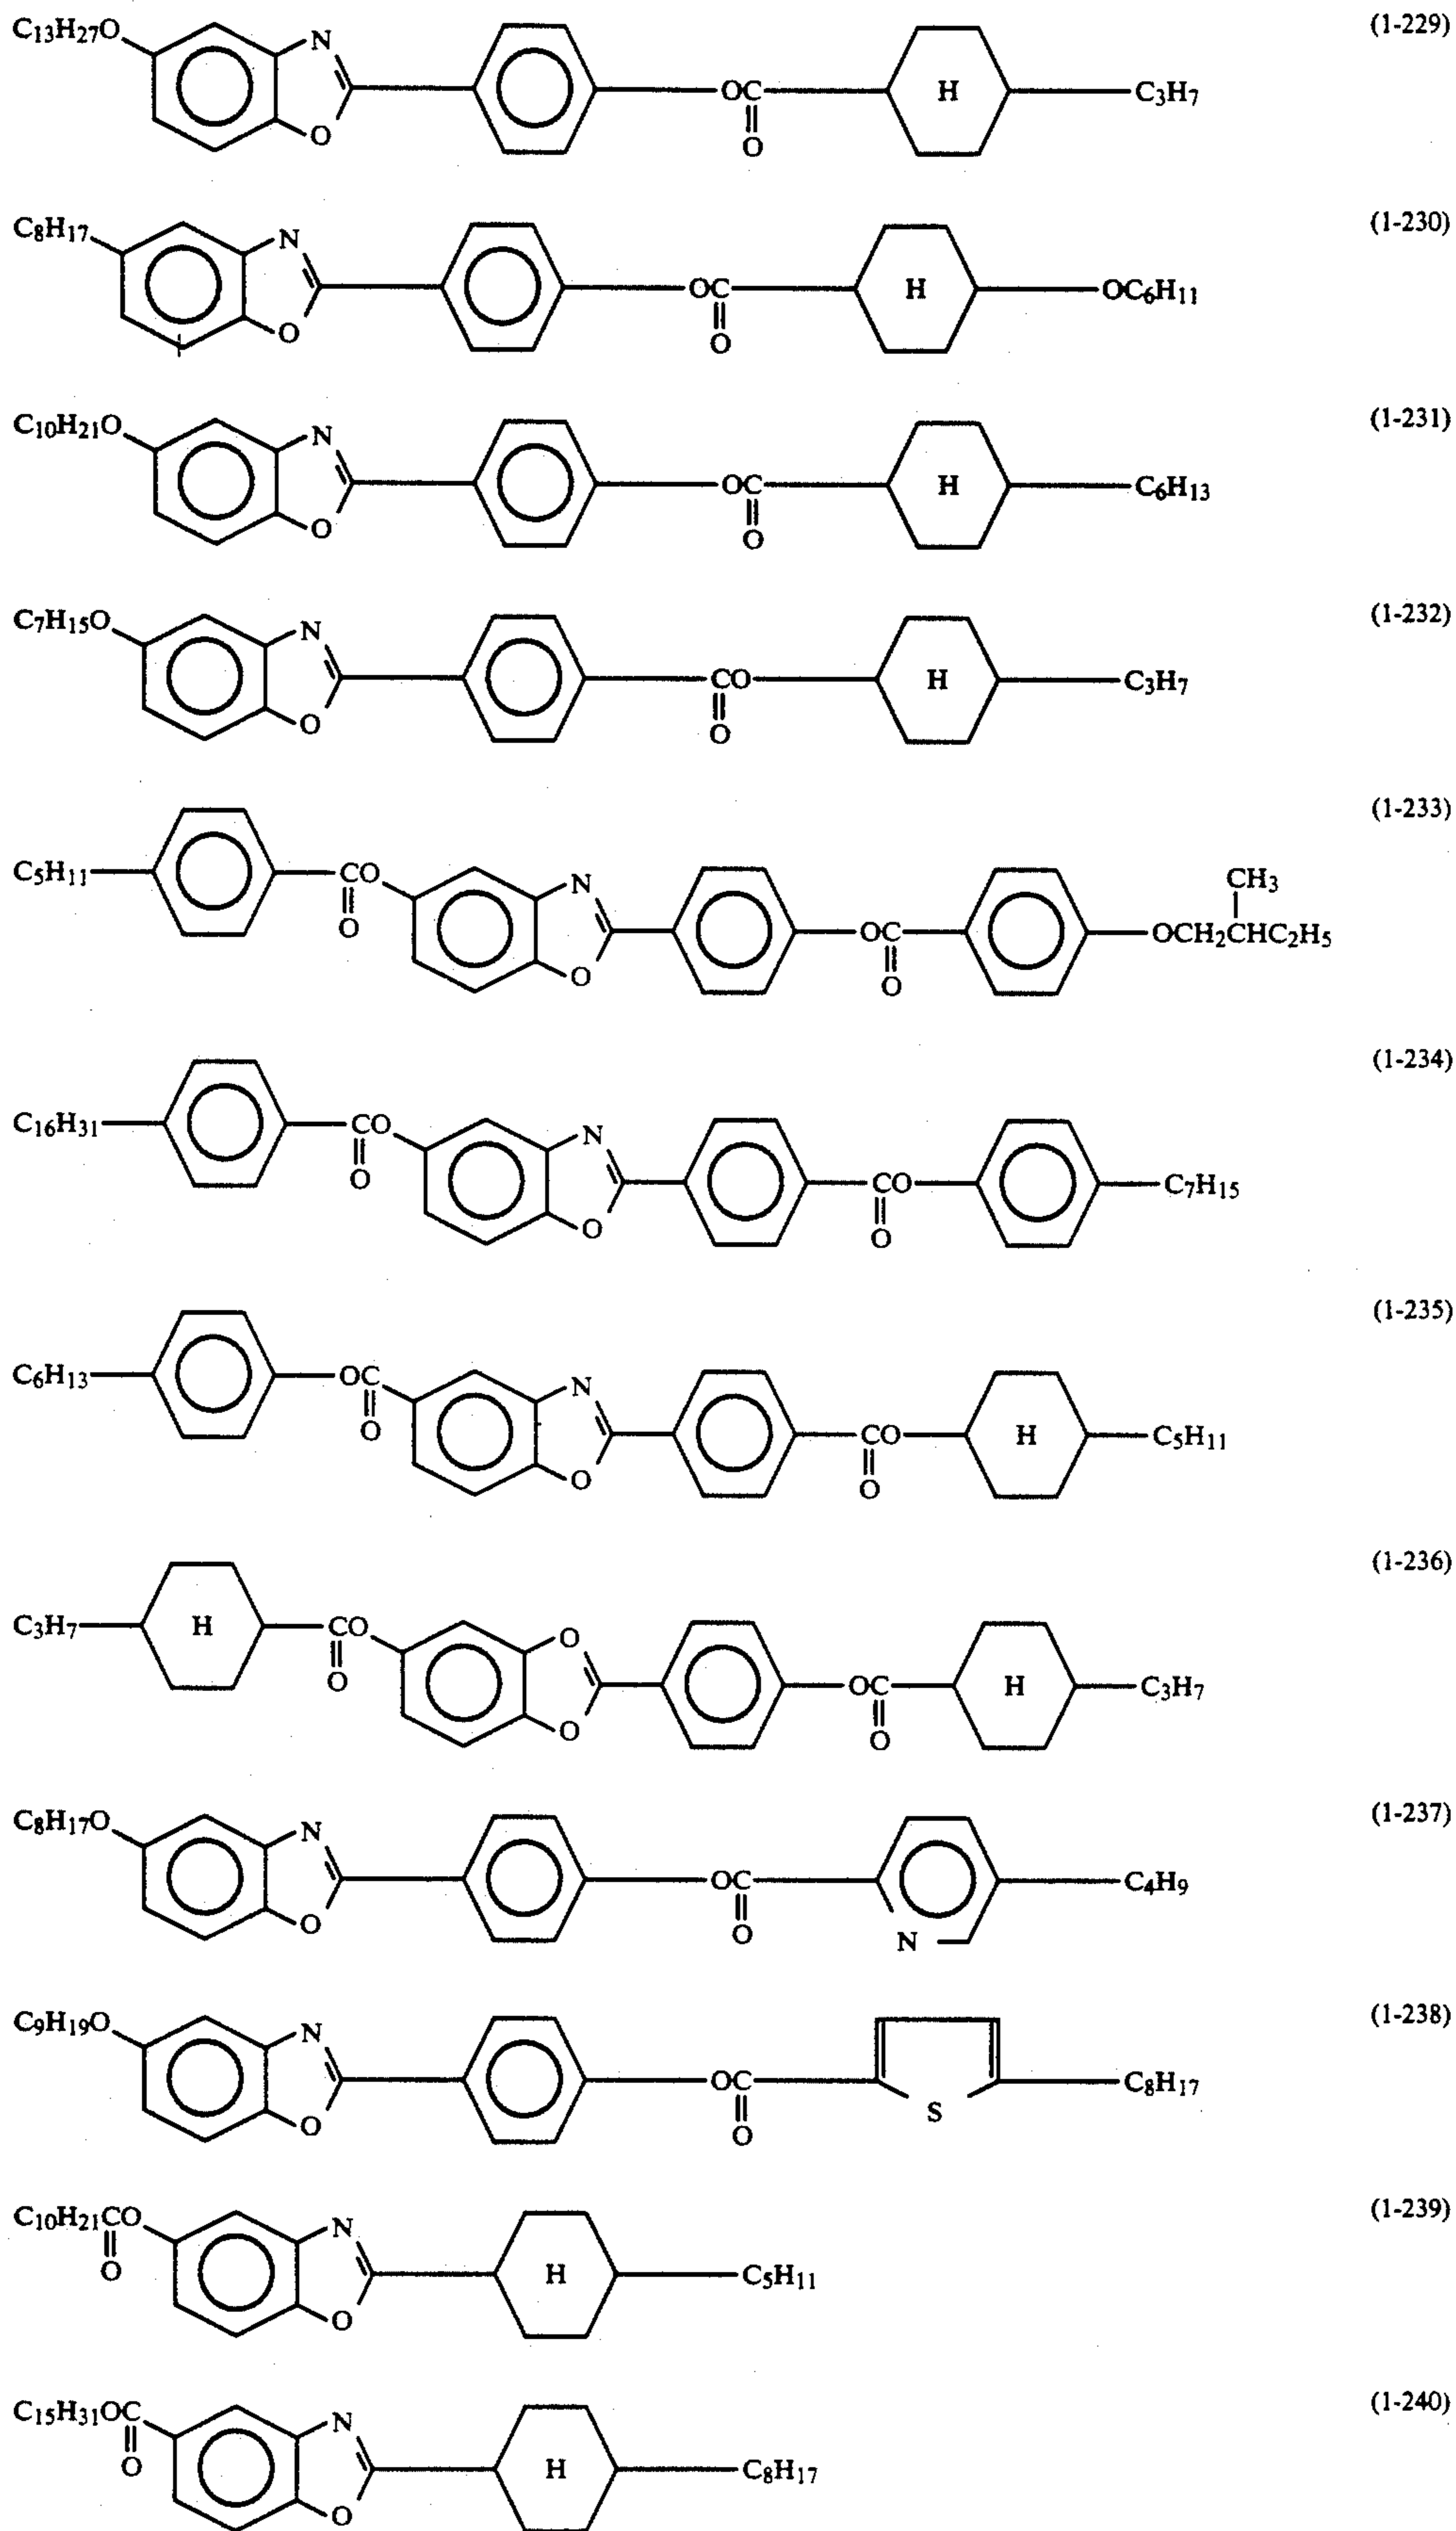 C13H27O N O OC O H C3H7 (1-229)
C8H17 N O OC O H OC6H11 (1-230)
C10H21O N O OC O H C6H13 (1-231)
C7H15O N O CO O H C3H7 (1-232)
C5H11 CO O N O OC O CH3 OCH2CHC2H5 (1-233)
C16H31 CO O N O CO O C7H15 (1-234)
C6H13 OC O N O CO O H C5H11 (1-235)
C3H7 H CO O O O OC O H C3H7 (1-236)
C8H17O N O OC O N C4H9 (1-237)
C9H19O N O OC O S C8H17 (1-238)
C10H21CO O N O H C5H11 (1-239)
C15H31OC O N O H C8H17 (1-240)